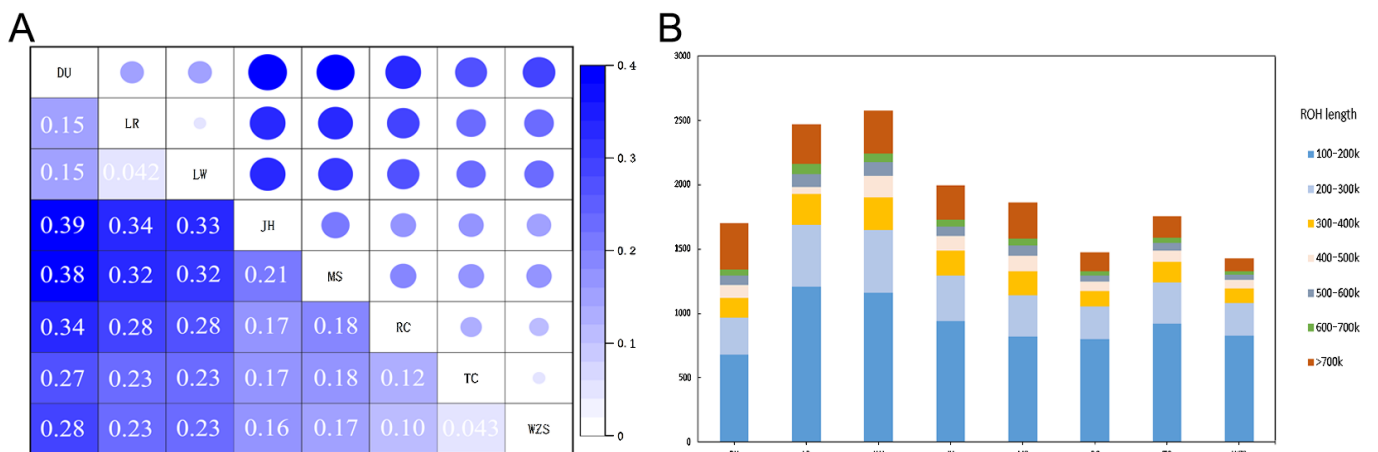 A
B
DU
0.15 LR
0.15 0.042 LW
0.39 0.34 0.33 JH
0.38 0.32 0.32 0.21 MS
0.34 0.28 0.28 0.17 0.18 RC
0.27 0.23 0.23 0.17 0.18 0.12 TC
0.28 0.23 0.23 0.16 0.17 0.10 0.043 WZS
0.4
0.3
0.2
0.1
0
3000
2500
2000
1500
1000
500
0
ROH length
100-200k
200-300k
300-400k
400-500k
500-600k
600-700k
>700k